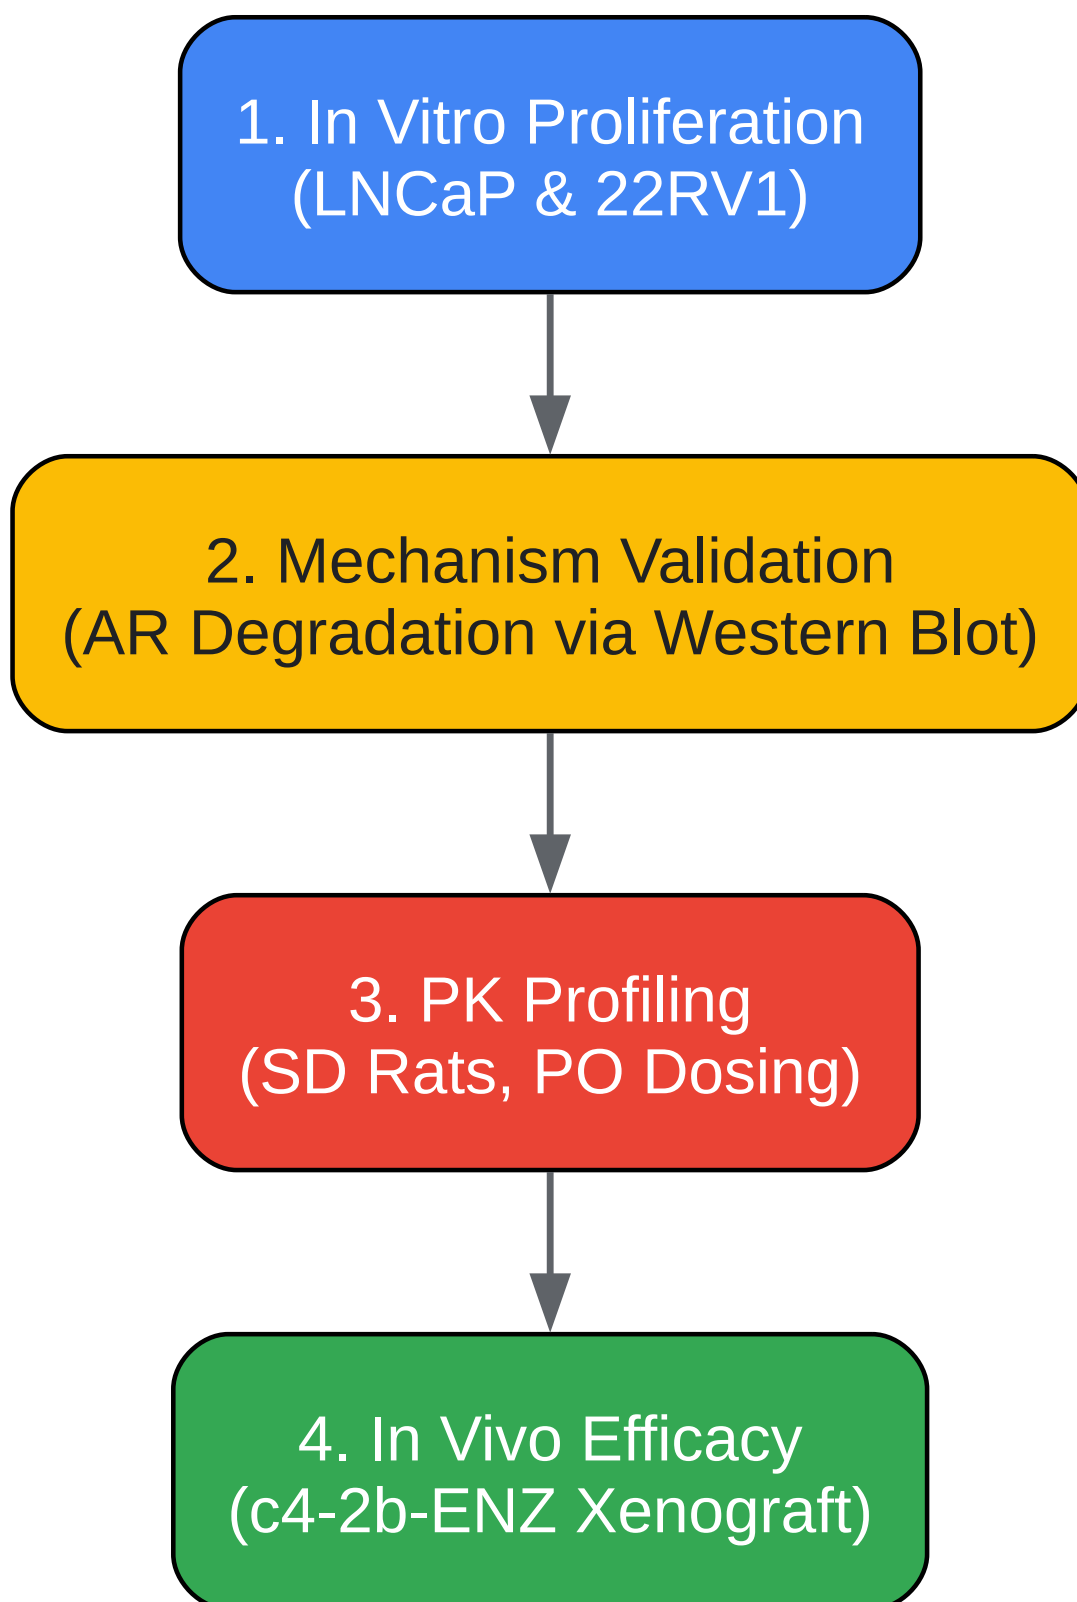 1. In Vitro Proliferation
(LNCaP & 22RV1)
2. Mechanism Validation
(AR Degradation via Western Blot)
3. PK Profiling
(SD Rats, PO Dosing)
4. In Vivo Efficacy
(c4-2b-ENZ Xenograft)